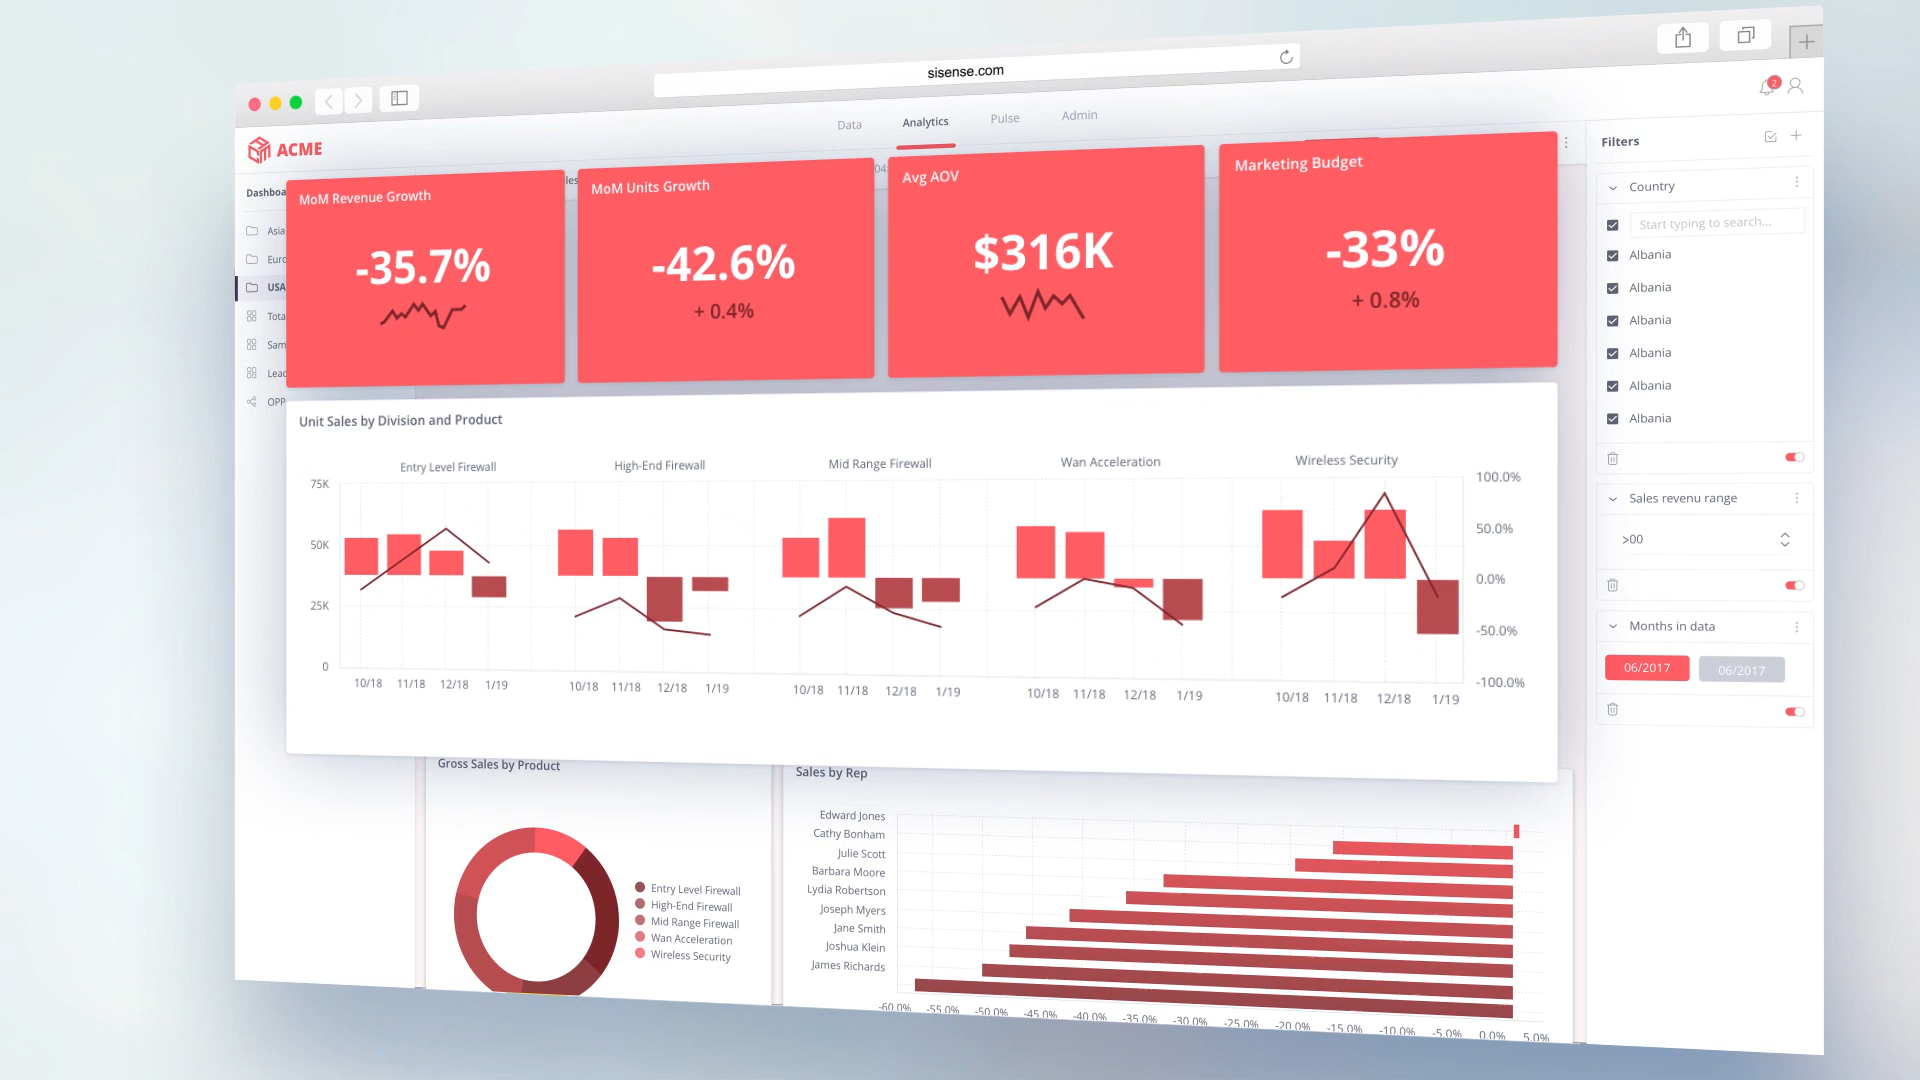 sisense.com
2
ACME
Data
Analytics
Pulse
Admin
Dashboa
Asia
Euro
USA
Tota
Sam
Lead
OPP
les
04
MoM Revenue Growth
-35.7%
MoM Units Growth
-42.6%
+ 0.4%
Avg AOV
$316K
Marketing Budget
-33%
+ 0.8%
Unit Sales by Division and Product
Entry Level Firewall
High-End Firewall
Mid Range Firewall
Wan Acceleration
Wireless Security
75K
50K
25K
0
100.0%
50.0%
0.0%
-50.0%
-100.0%
10/18 11/18 12/18 1/19
10/18 11/18 12/18 1/19
10/18 11/18 12/18 1/19
10/18 11/18 12/18 1/19
10/18 11/18 12/18 1/19
Gross Sales by Product
Entry Level Firewall
High-End Firewall
Mid Range Firewall
Wan Acceleration
Wireless Security
Sales by Rep
Edward Jones
Cathy Bonham
Julie Scott
Barbara Moore
Lydia Robertson
Joseph Myers
Jane Smith
Joshua Klein
James Richards
-60.0% -55.0% -50.0% -45.0% -40.0% -35.0% -30.0% -25.0% -20.0% -15.0% -10.0% -5.0% 0.0% 5.0%
Filters
Country
Start typing to search...
Albania
Albania
Albania
Albania
Albania
Albania
Sales revenu range
>00
Months in data
06/2017
06/2017